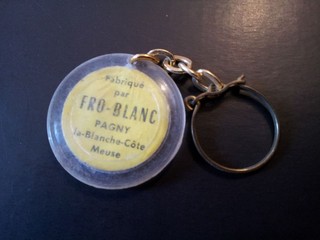 Fabriqué
par
FRO-BLANC
PAGNY
la-Blanche-Côte
Meuse